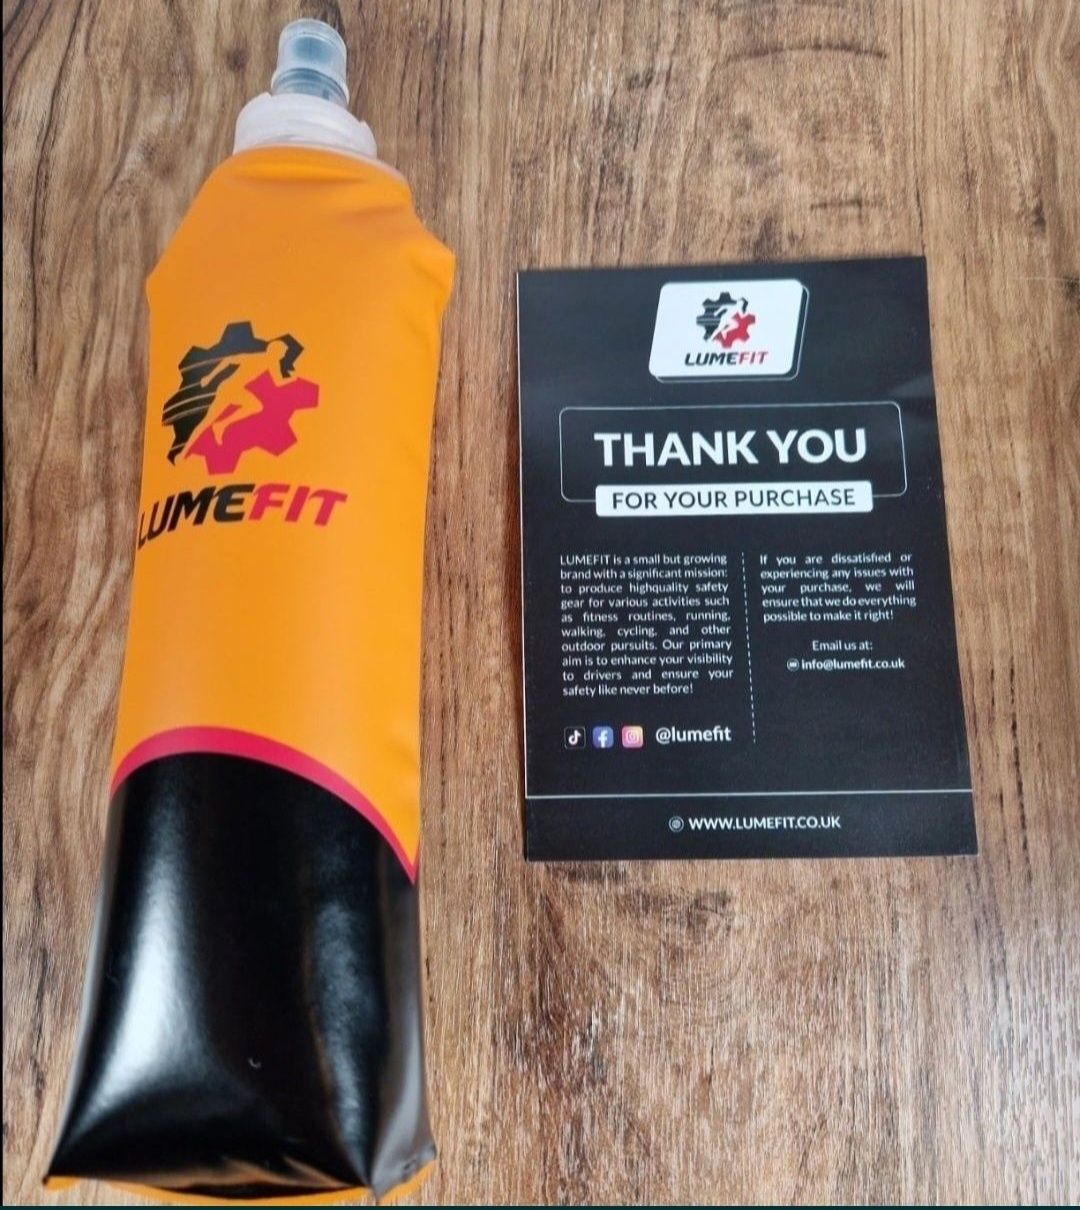 LUMEFIT
LUMEFIT
THANK YOU
FOR YOUR PURCHASE
LUMEFIT is a small but growing
brand with a significant mission:
to produce highquality safety
gear for various activities such
as fitness routines, running,
walking, cycling, and other
outdoor pursuits. Our primary
aim is to enhance your visibility
to drivers and ensure your
safety like never before!
@lumefit
If you are dissatisfied or
experiencing any issues with
your purchase, we will
ensure that we do everything
possible to make it right!
Email us at:
info@lumefit.co.uk
WWW.LUMEFIT.CO.UK